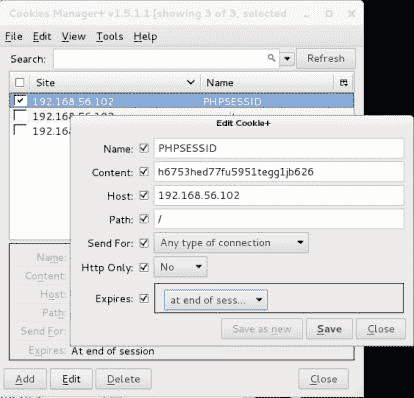 Cookies Manager+ v1.5.1.1 [showing 3 of 3, selected
File Edit View Tools Help
Search: Refresh
Site Name
192.168.56.102 PHPSESSID
192.168.56.102
192.16
Edit Cookie+
Name: PHPSESSID
Content: h6753hed77fu5951tegg1jb626
Host: 192.168.56.102
Path: /
Send For: Any type of connection
Http Only: No
Expires: at end of sess...
Save as new Save Close
Name:
Content:
Host:
Path:
Send For:
Expires: At end of session
Add Edit Delete Close